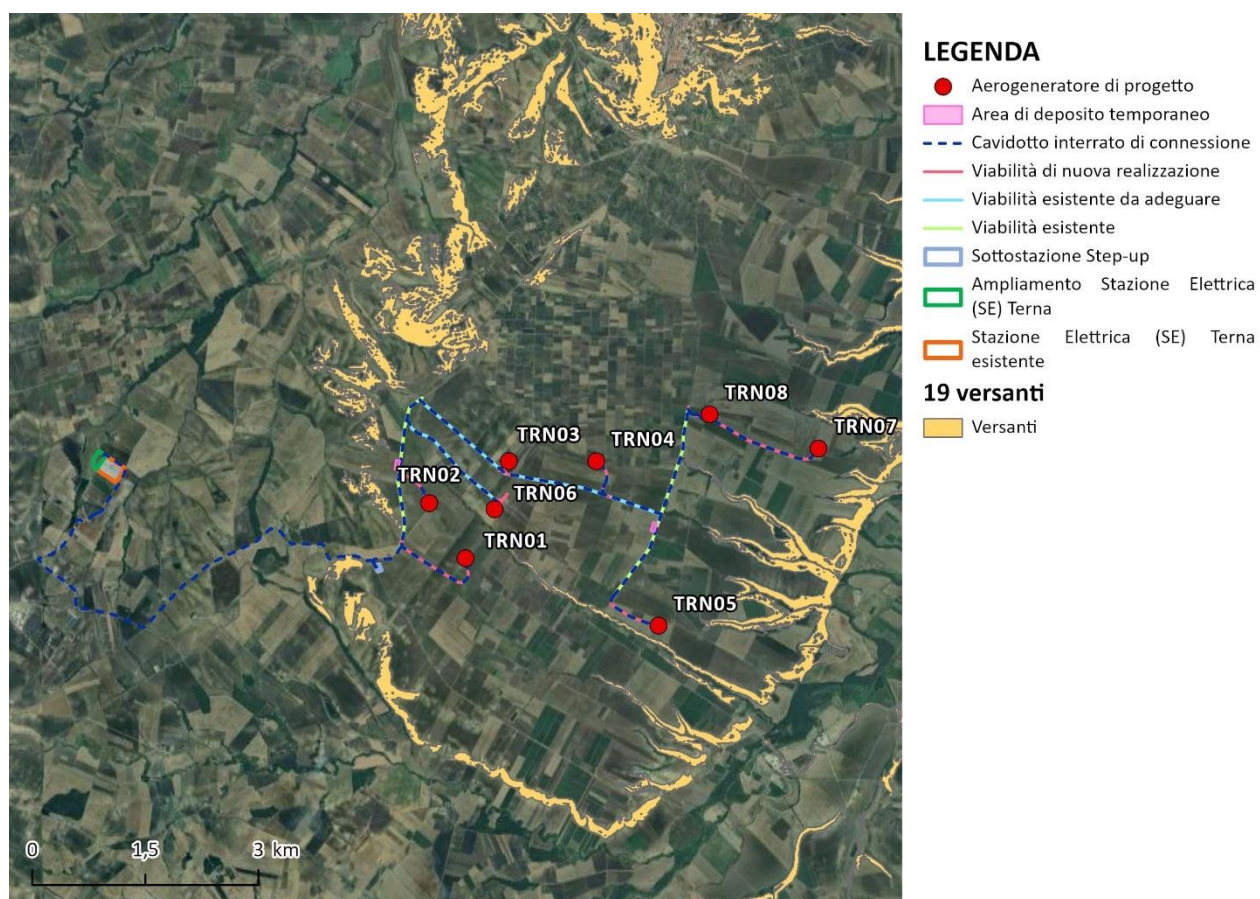 TRN08
TRN07
TRN03
TRN04
TRN02
TRN06
TRN01
TRN05
0 1,5 3 km
LEGENDA
Aerogeneratore di progetto
Area di deposito temporaneo
Cavidotto interrato di connessione
Viabilità di nuova realizzazione
Viabilità esistente da adeguare
Viabilità esistente
Sottostazione Step-up
Ampliamento Stazione Elettrica
(SE) Terna
Stazione Elettrica (SE) Terna
esistente
19 versanti
Versanti